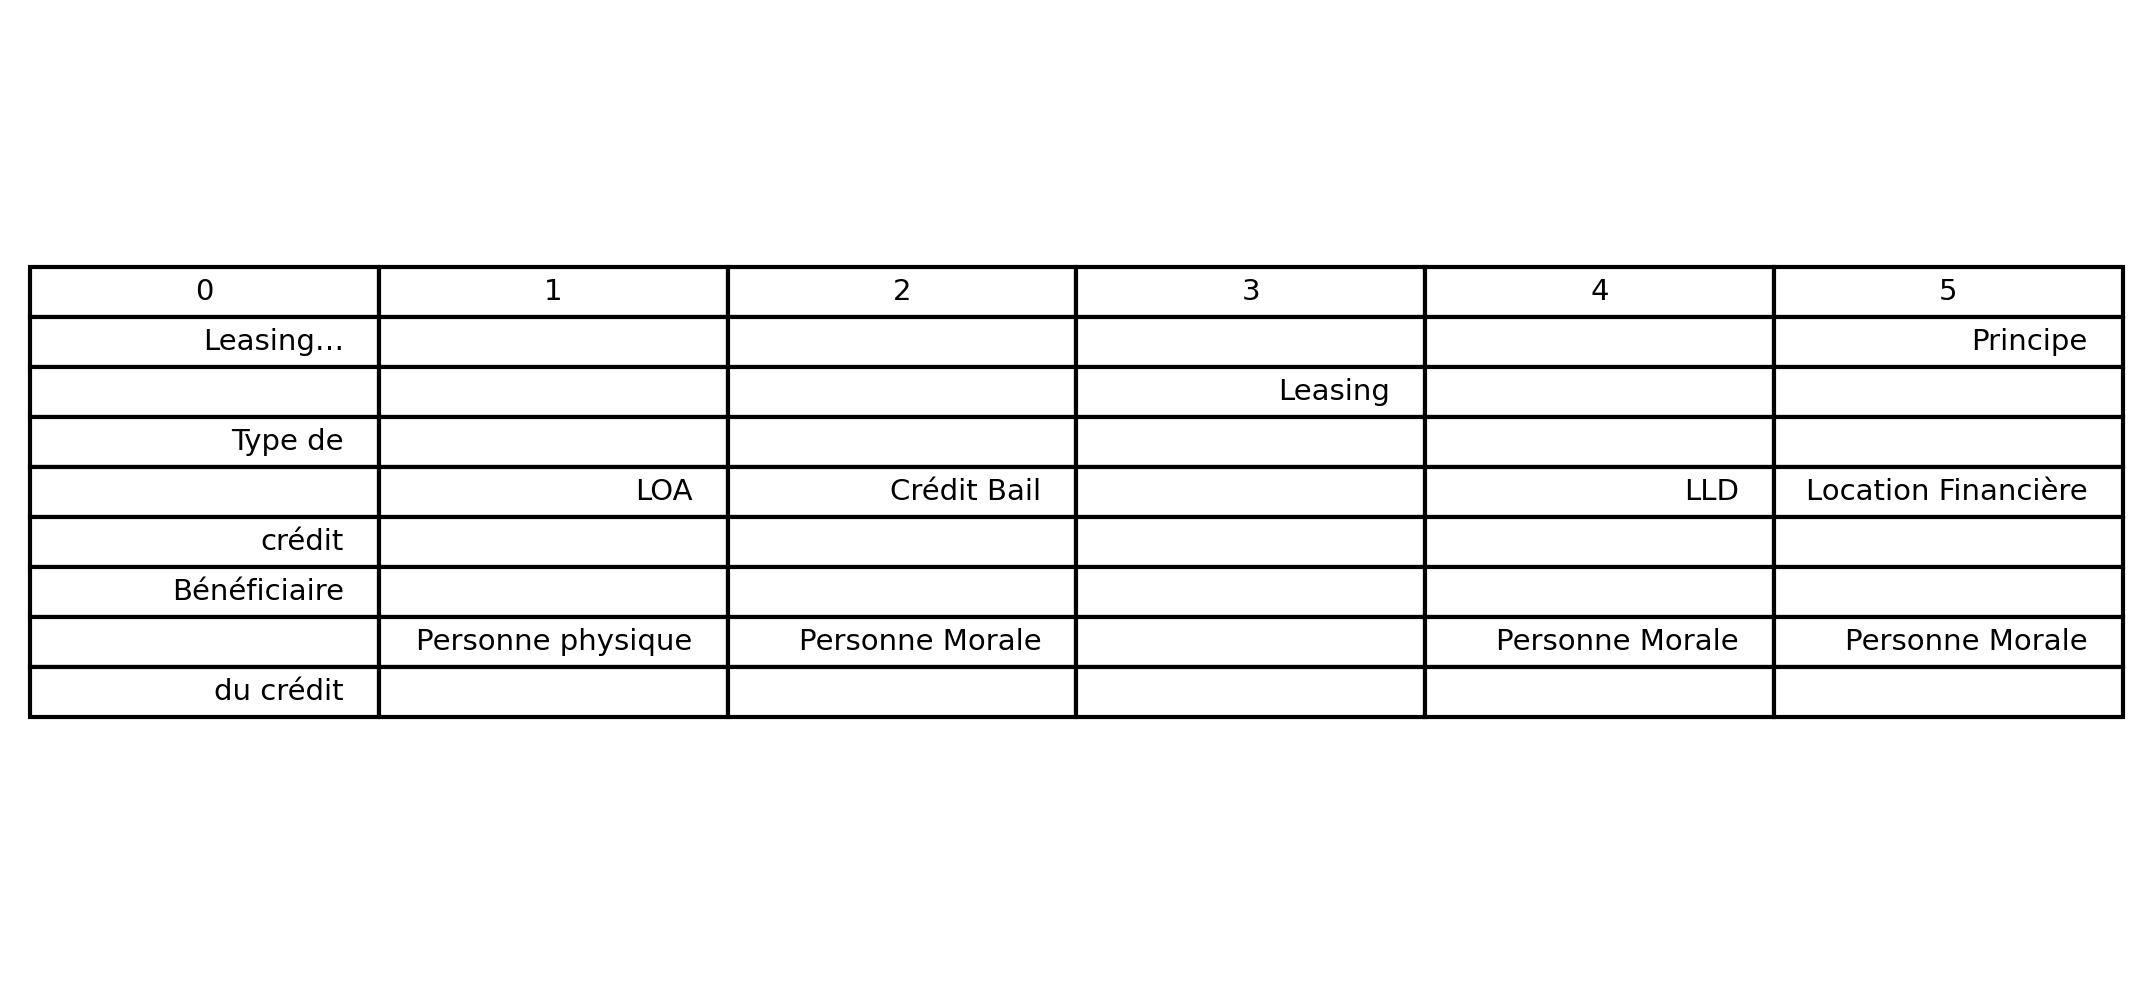 0 1 2 3 4 5
Leasing... Principe
Leasing
Type de
LOA Crédit Bail LLD Location Financière
crédit
Bénéficiaire
Personne physique Personne Morale Personne Morale Personne Morale
du crédit